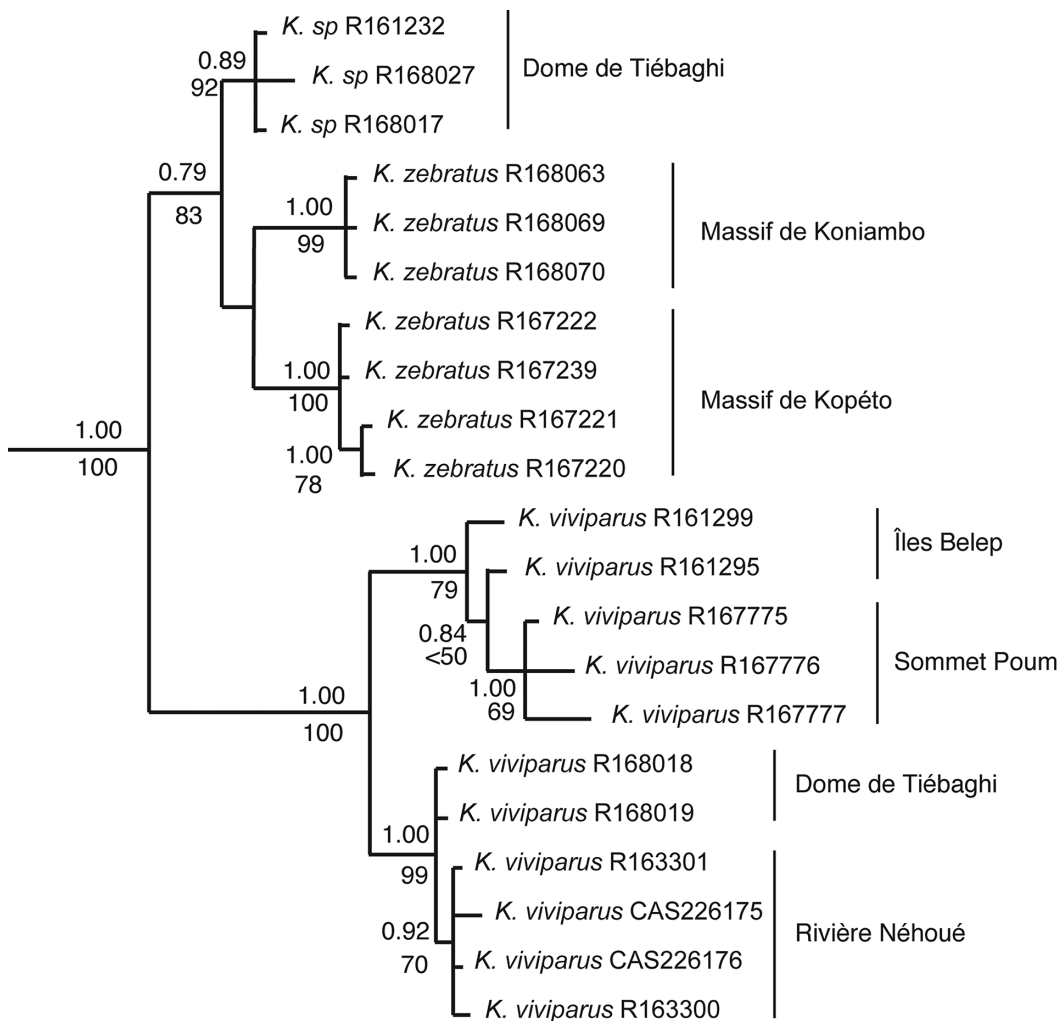 K. sp R161232
0.89
K. sp R168027
Dome de Tiébaghi
92
K. sp R168017
0.79
83
K. zebratus R168063
1.00
K. zebratus R168069
Massif de Koniambo
99
K. zebratus R168070
K. zebratus R167222
1.00
K. zebratus R167239
100
Massif de Kopéto
K. zebratus R167221
1.00
100
1.00
K. zebratus R167220
78
K. viviparus R161299
Îles Belep
1.00
K. viviparus R161295
79
K. viviparus R167775
0.84
<50
K. viviparus R167776
Sommet Poum
1.00
69
K. viviparus R167777
1.00
100
K. viviparus R168018
Dome de Tiébaghi
K. viviparus R168019
1.00
99
K. viviparus R163301
K. viviparus CAS226175
0.92
Rivière Néhoué
70
K. viviparus CAS226176
K. viviparus R163300